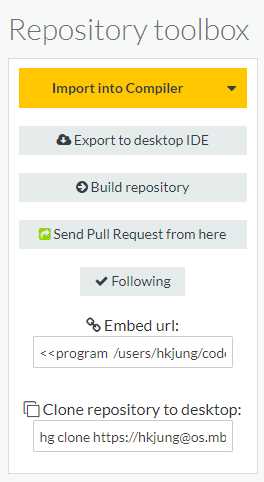 Repository toolbox
Import into Compiler
Export to desktop IDE
Build repository
Send Pull Request from here
Following
Embed url:
<<program /users/hkjung/code
Clone repository to desktop:
hg clone https://hkjung@os.mb